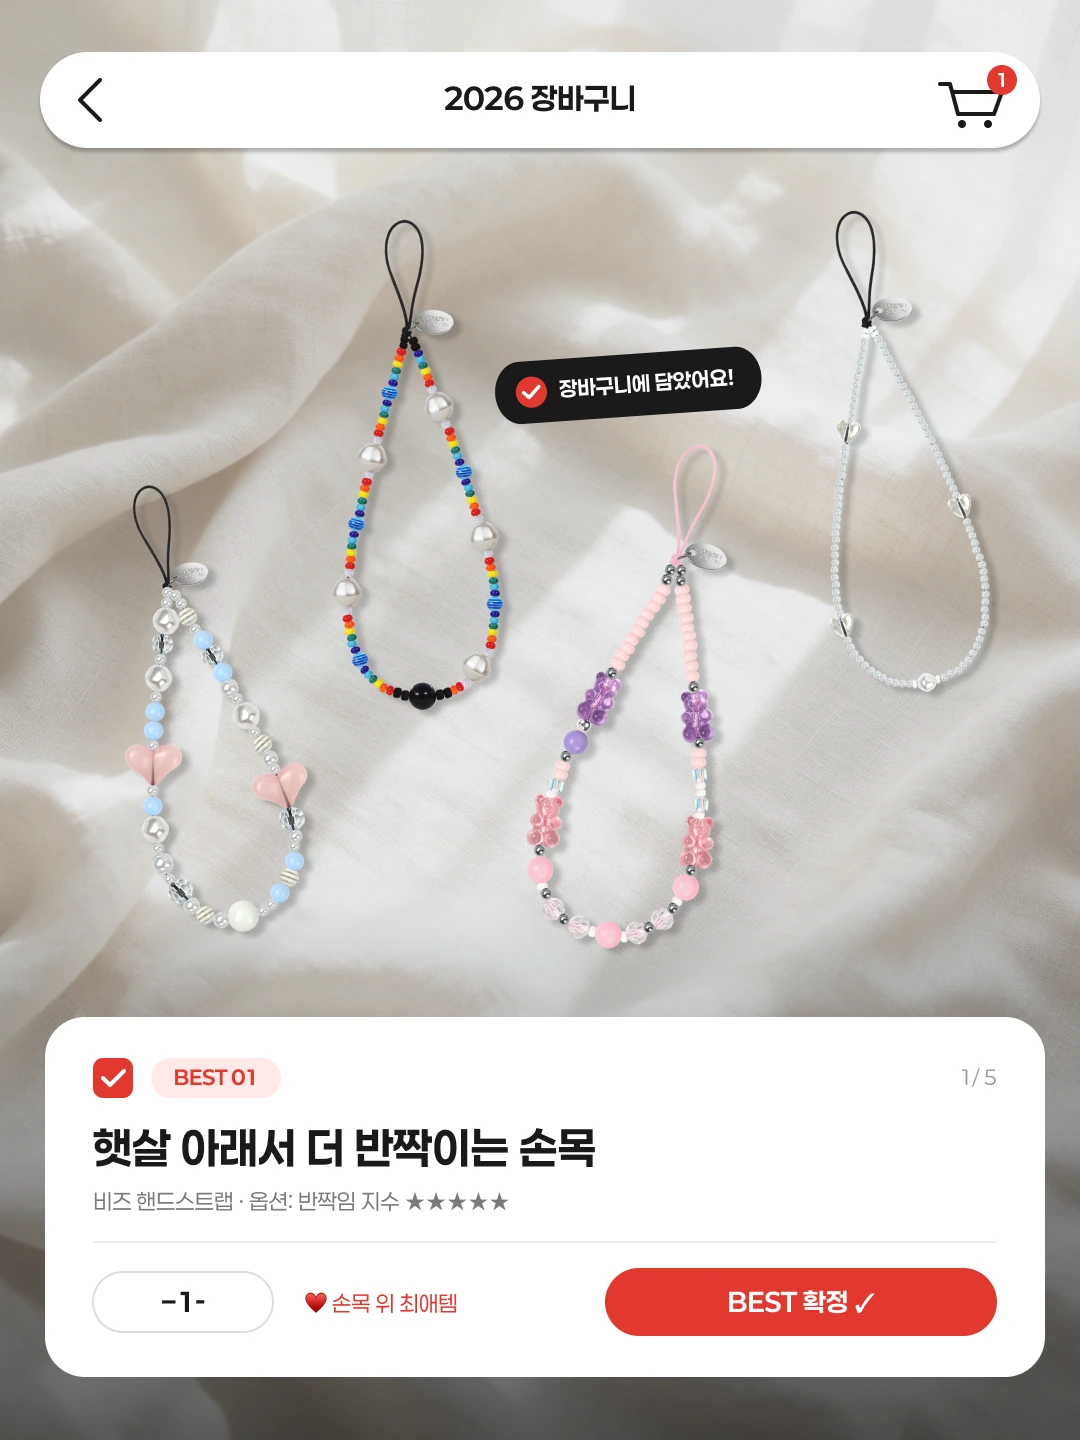 2026 장바구니
1
장바구니에 담았어요!
BEST 01
1/5
햇살 아래서 더 반짝이는 손목
비즈 핸드스트랩 · 옵션: 반짝임 지수 ★★★★★
−1-
♥ 손목 위 최애템
BEST 확정 ✓